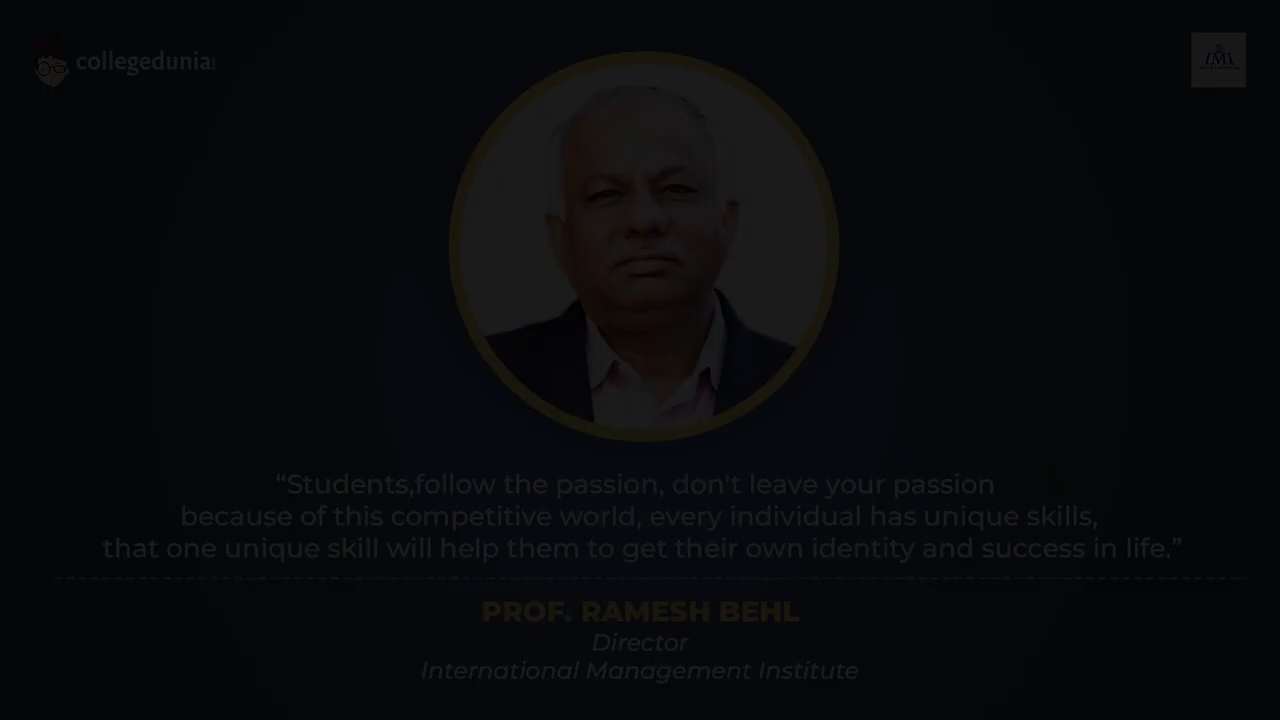 collegedunia
IMI
“Students,follow the passion, don't leave your passion
because of this competitive world, every individual has unique skills,
that one unique skill will help them to get their own identity and success in life.”
PROF. RAMESH BEHL
Director
International Management Institute